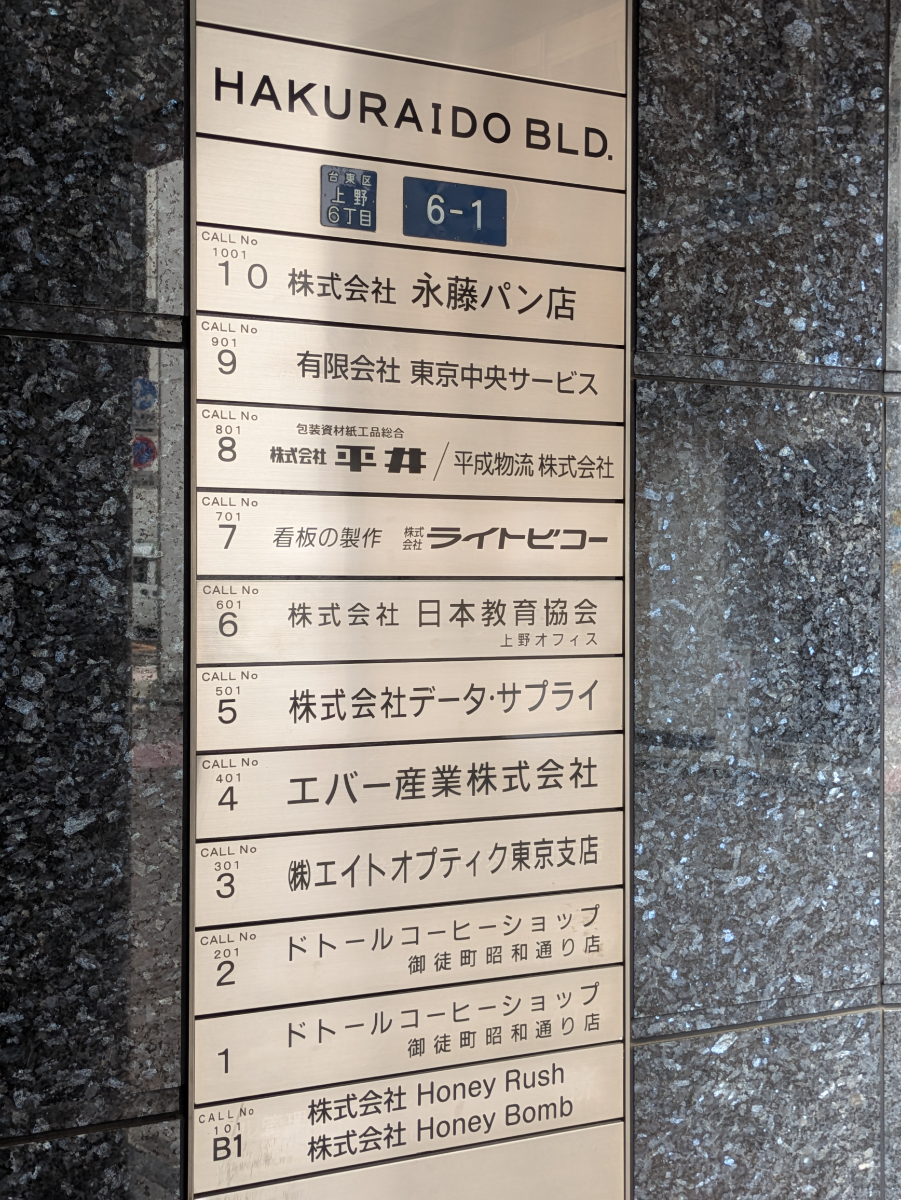 HAKURAIDO BLD.
台東区
上野
6丁目
6-1
CALL No
1001
10 株式会社 永藤パン店
CALL No
901
9 有限会社 東京中央サービス
CALL No
801
包装資材紙工品総合
8 株式会社 平井/平成物流 株式会社
CALL No
701
7 看板の製作 株式会社 ライトビコー
CALL No
601
6 株式会社 日本教育協会
上野オフィス
CALL No
501
5 株式会社データ・サプライ
CALL No
401
4 エバー産業株式会社
CALL No
301
3 ㈱エイトオプティク東京支店
CALL No
201
2 ドトールコーヒーショップ
御徒町昭和通り店
1 ドトールコーヒーショップ
御徒町昭和通り店
CALL No
101
B1 株式会社 Honey Rush
株式会社 Honey Bomb